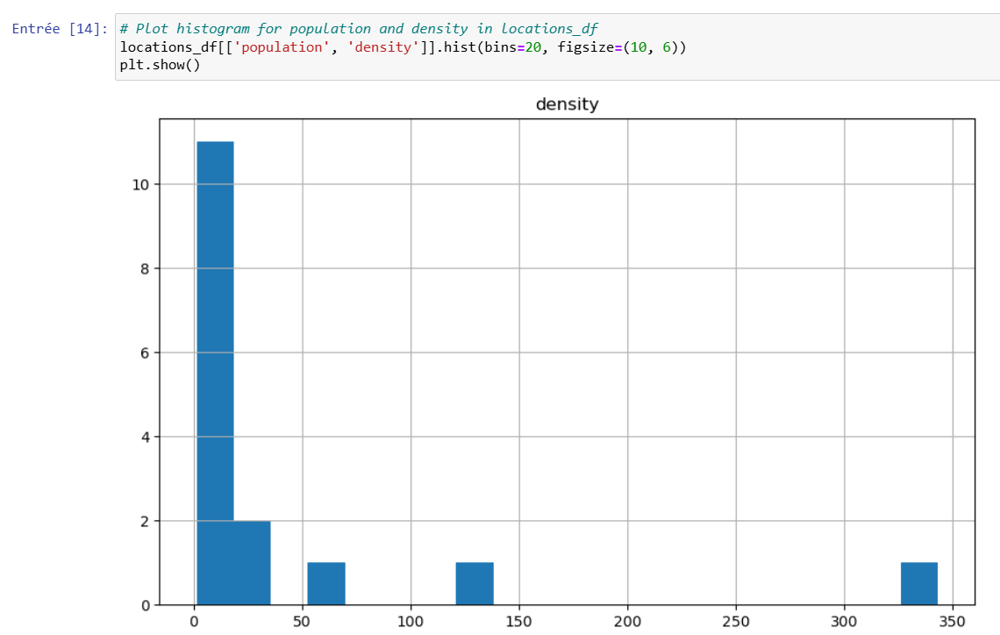 Entrée [14]: # Plot histogram for population and density in locations_df
locations_df[['population', 'density']].hist(bins=20, figsize=(10, 6))
plt.show()
density
10
8
6
4
2
0
0 50 100 150 200 250 300 350